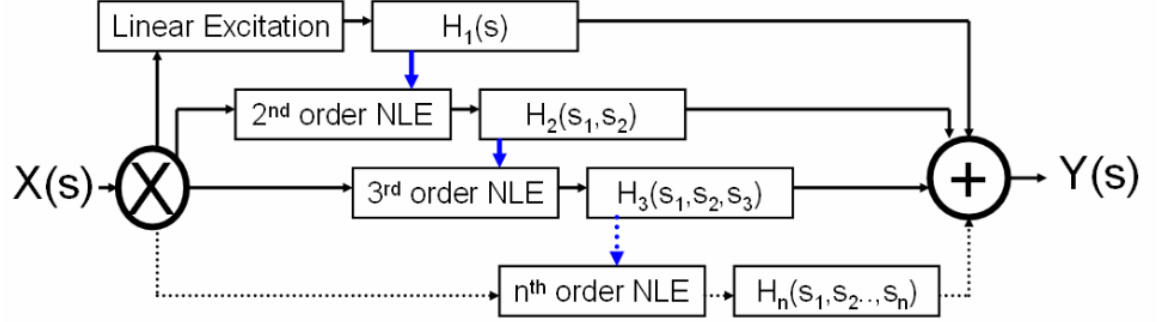 Linear Excitation
H₁(s)
2ⁿᵈ order NLE
H₂(s₁,s₂)
X(s)
X
3ʳᵈ order NLE
H₃(s₁,s₂,s₃)
+
Y(s)
nᵗʰ order NLE
Hₙ(s₁,s₂..,sₙ)